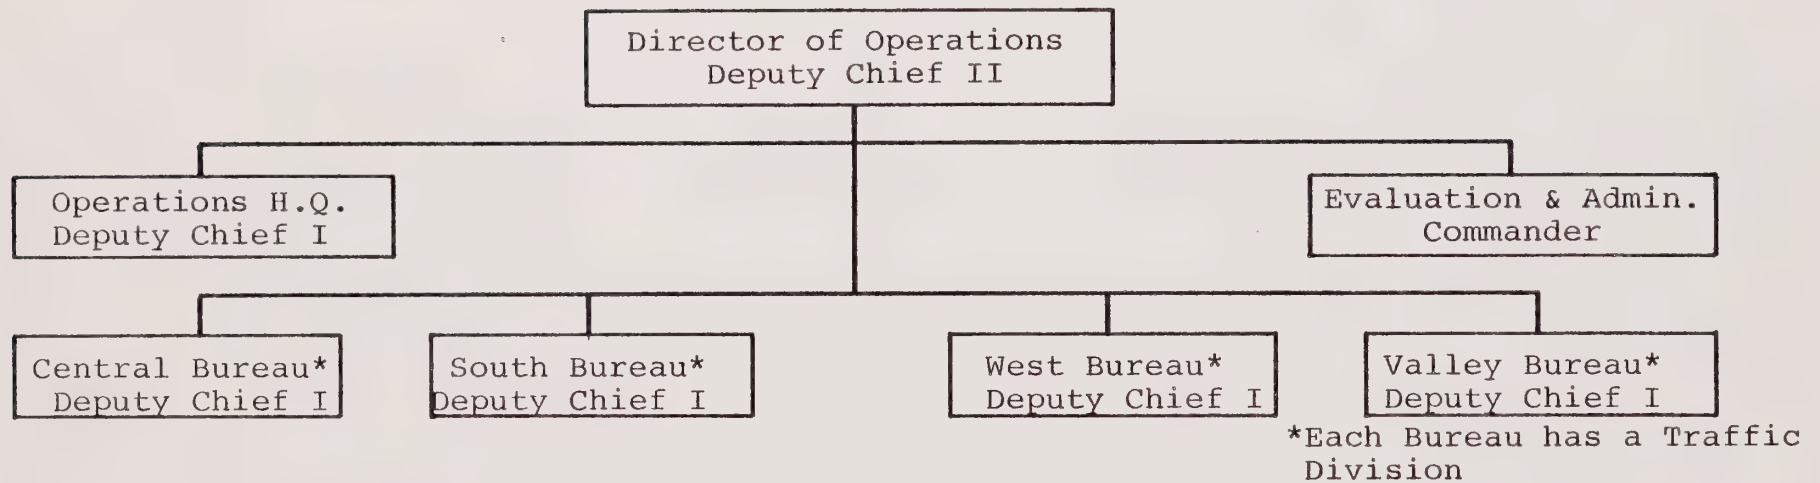 Director of Operations
Deputy Chief II
Operations H.Q.
Deputy Chief I
Evaluation & Admin.
Commander
Central Bureau*
Deputy Chief I
South Bureau*
Deputy Chief I
West Bureau*
Deputy Chief I
Valley Bureau*
Deputy Chief I
*Each Bureau has a Traffic
Division